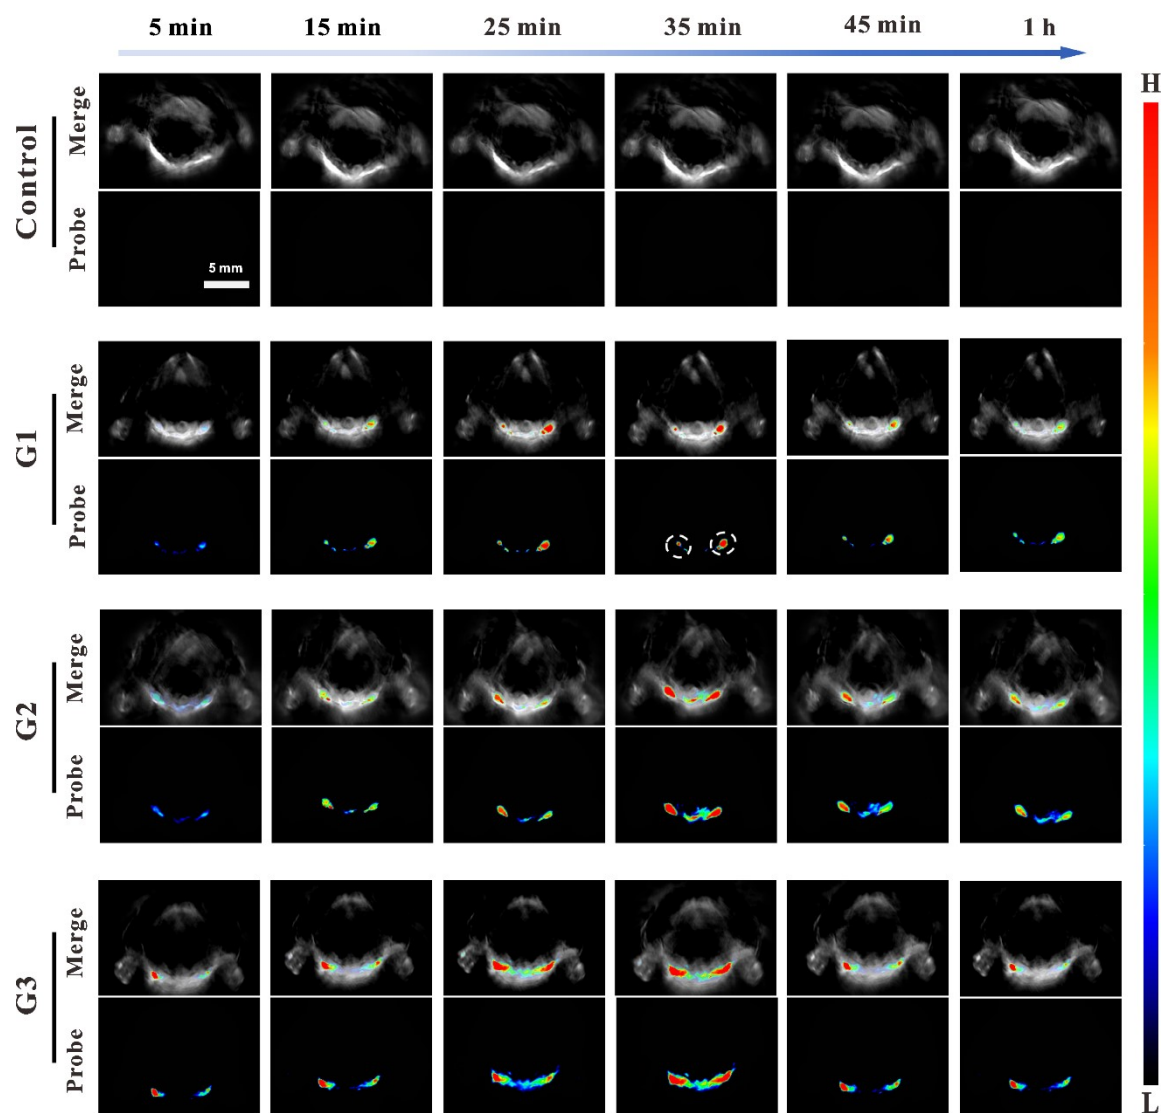 5 min 15 min 25 min 35 min 45 min 1 h
H
Control
Merge
Probe
5 mm
G1
Merge
Probe
G2
Merge
Probe
G3
Merge
Probe
L